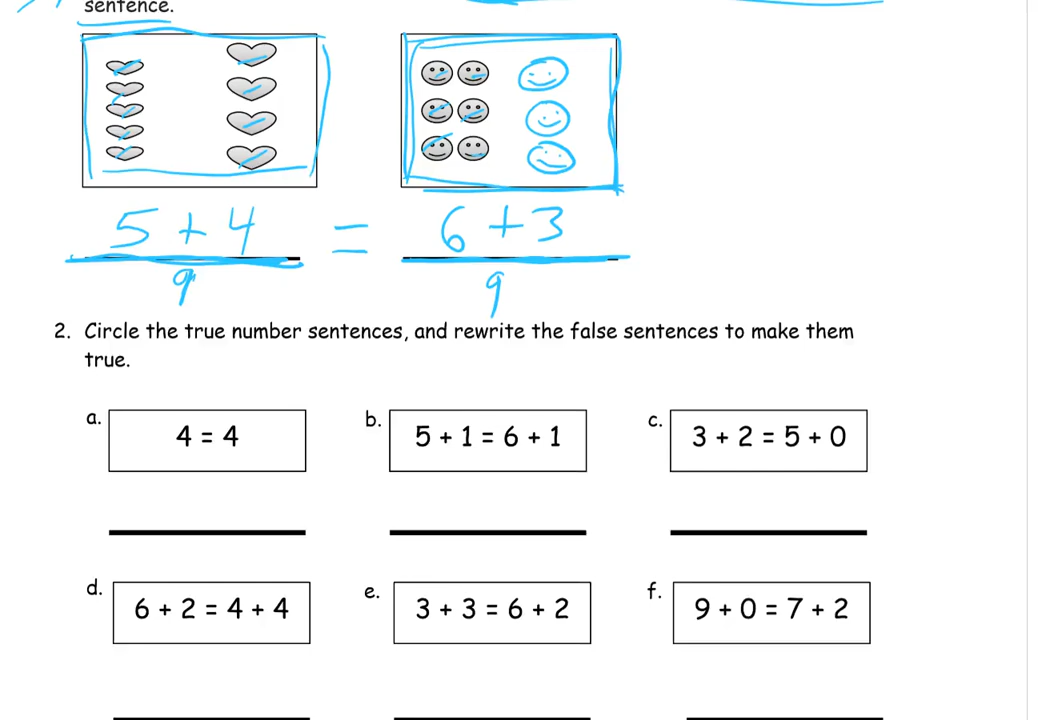 sentence.
5 + 4 = 6 + 3
9 9
2. Circle the true number sentences, and rewrite the false sentences to make them
true.
a. 4 = 4 b. 5 + 1 = 6 + 1 c. 3 + 2 = 5 + 0
d. 6 + 2 = 4 + 4 e. 3 + 3 = 6 + 2 f. 9 + 0 = 7 + 2